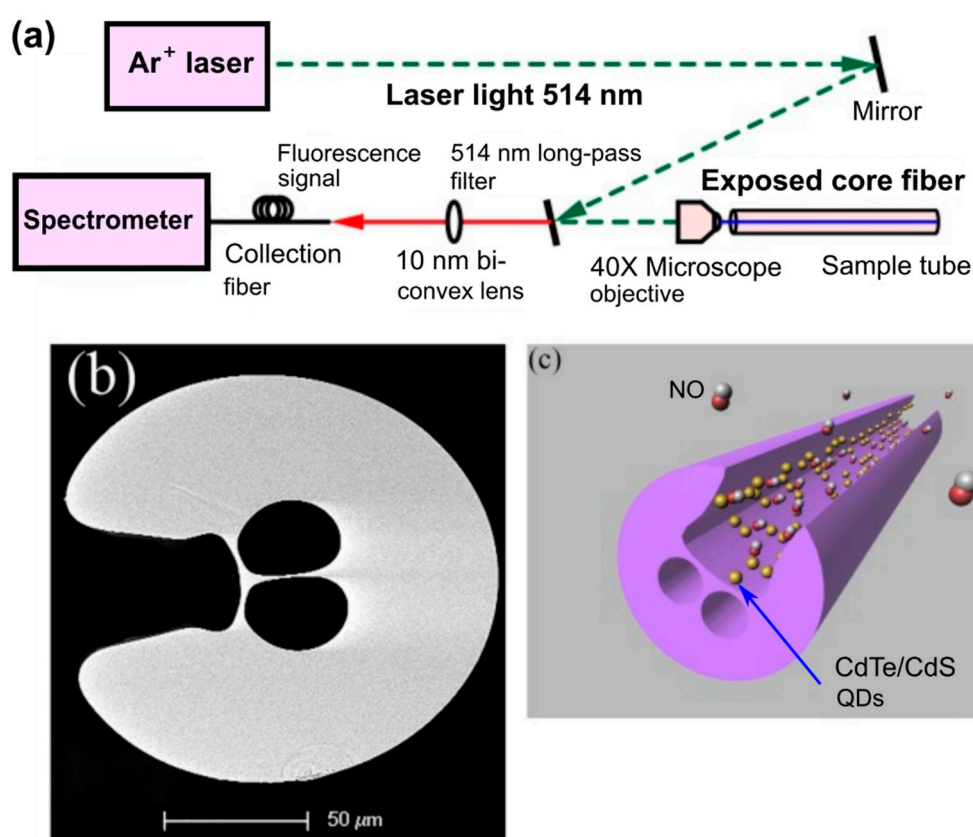 (a)
Ar⁺ laser
Laser light 514 nm
Mirror
Fluorescence
signal
514 nm long-pass
filter
Exposed core fiber
Spectrometer
Collection
fiber
10 nm bi-
convex lens
40X Microscope
objective
Sample tube
(b)
50 µm
(c)
NO
CdTe/CdS
QDs